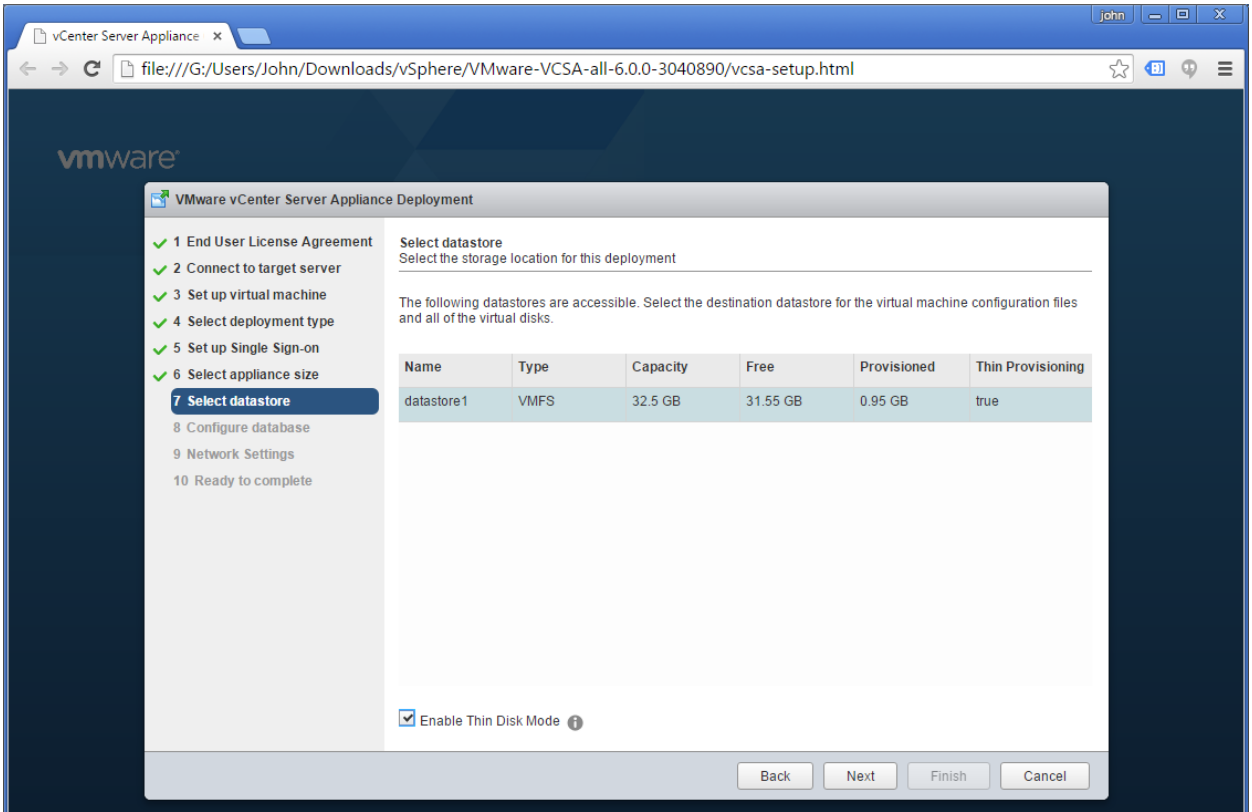 john
vCenter Server Appliance
file:///G:/Users/John/Downloads/vSphere/VMware-VCSA-all-6.0.0-3040890/vcsa-setup.html
vmware
VMware vCenter Server Appliance Deployment
1 End User License Agreement
2 Connect to target server
3 Set up virtual machine
4 Select deployment type
5 Set up Single Sign-on
6 Select appliance size
7 Select datastore
8 Configure database
9 Network Settings
10 Ready to complete
Select datastore
Select the storage location for this deployment
The following datastores are accessible. Select the destination datastore for the virtual machine configuration files
and all of the virtual disks.
Name Type Capacity Free Provisioned Thin Provisioning
datastore1 VMFS 32.5 GB 31.55 GB 0.95 GB true
Enable Thin Disk Mode
Back Next Finish Cancel